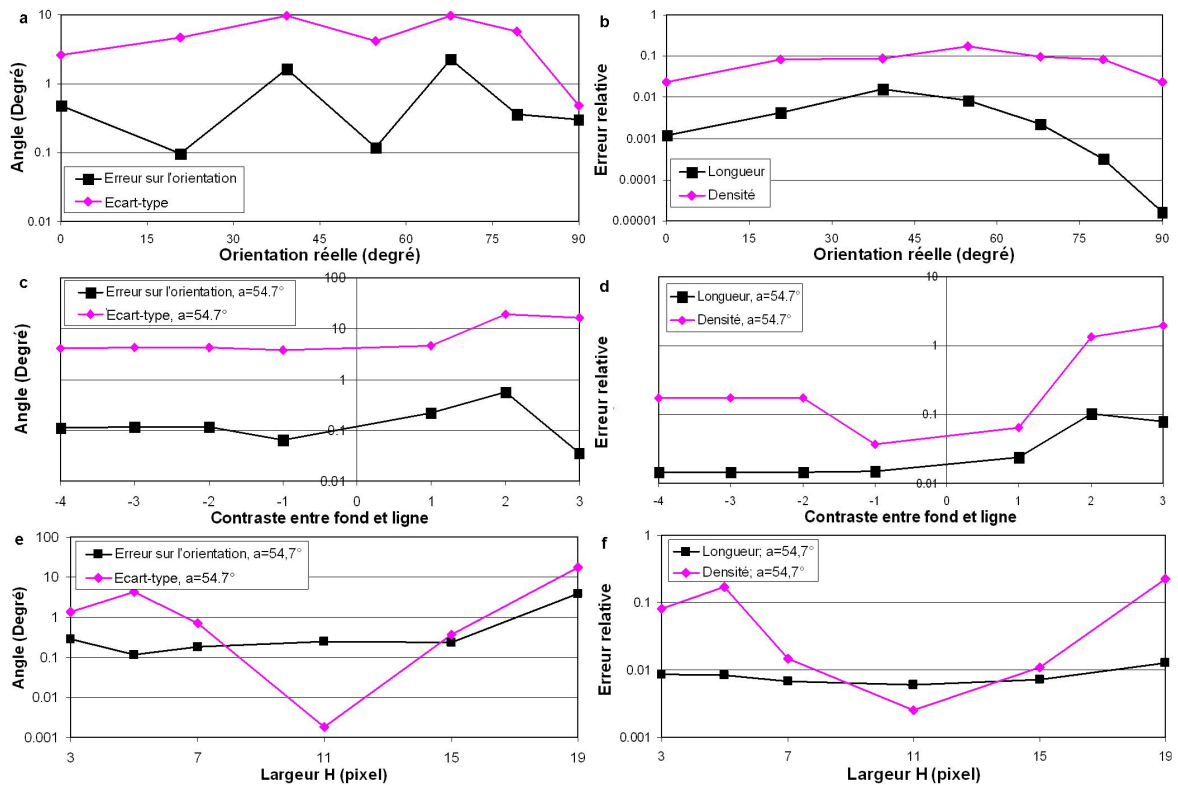 a
10
1
0.1
0.01
Angle (Degré)
Erreur sur l'orientation
Ecart-type
0 15 30 45 60 75 90
Orientation réelle (degré)
b
1
0.1
0.01
0.001
0.0001
0.00001
Erreur relative
Longueur
Densité
0 15 30 45 60 75 90
Orientation réelle (degré)
c
100
10
1
0.1
0.01
Angle (Degré)
Erreur sur l'orientation, a=54.7°
Ecart-type, a=54.7°
-4 -3 -2 -1 0 1 2 3
Contraste entre fond et ligne
d
10
1
0.1
0.01
Erreur relative
Longueur, a=54.7°
Densité, a=54.7°
-4 -3 -2 -1 0 1 2 3
Contraste entre fond et ligne
e
100
10
1
0.1
0.01
0.001
Angle (Degré)
Erreur sur l'orientation, a=54,7°
Ecart-type, a=54.7°
3 7 11 15 19
Largeur H (pixel)
f
1
0.1
0.01
0.001
Erreur relative
Longueur; a=54,7°
Densité; a=54,7°
3 7 11 15 19
Largeur H (pixel)